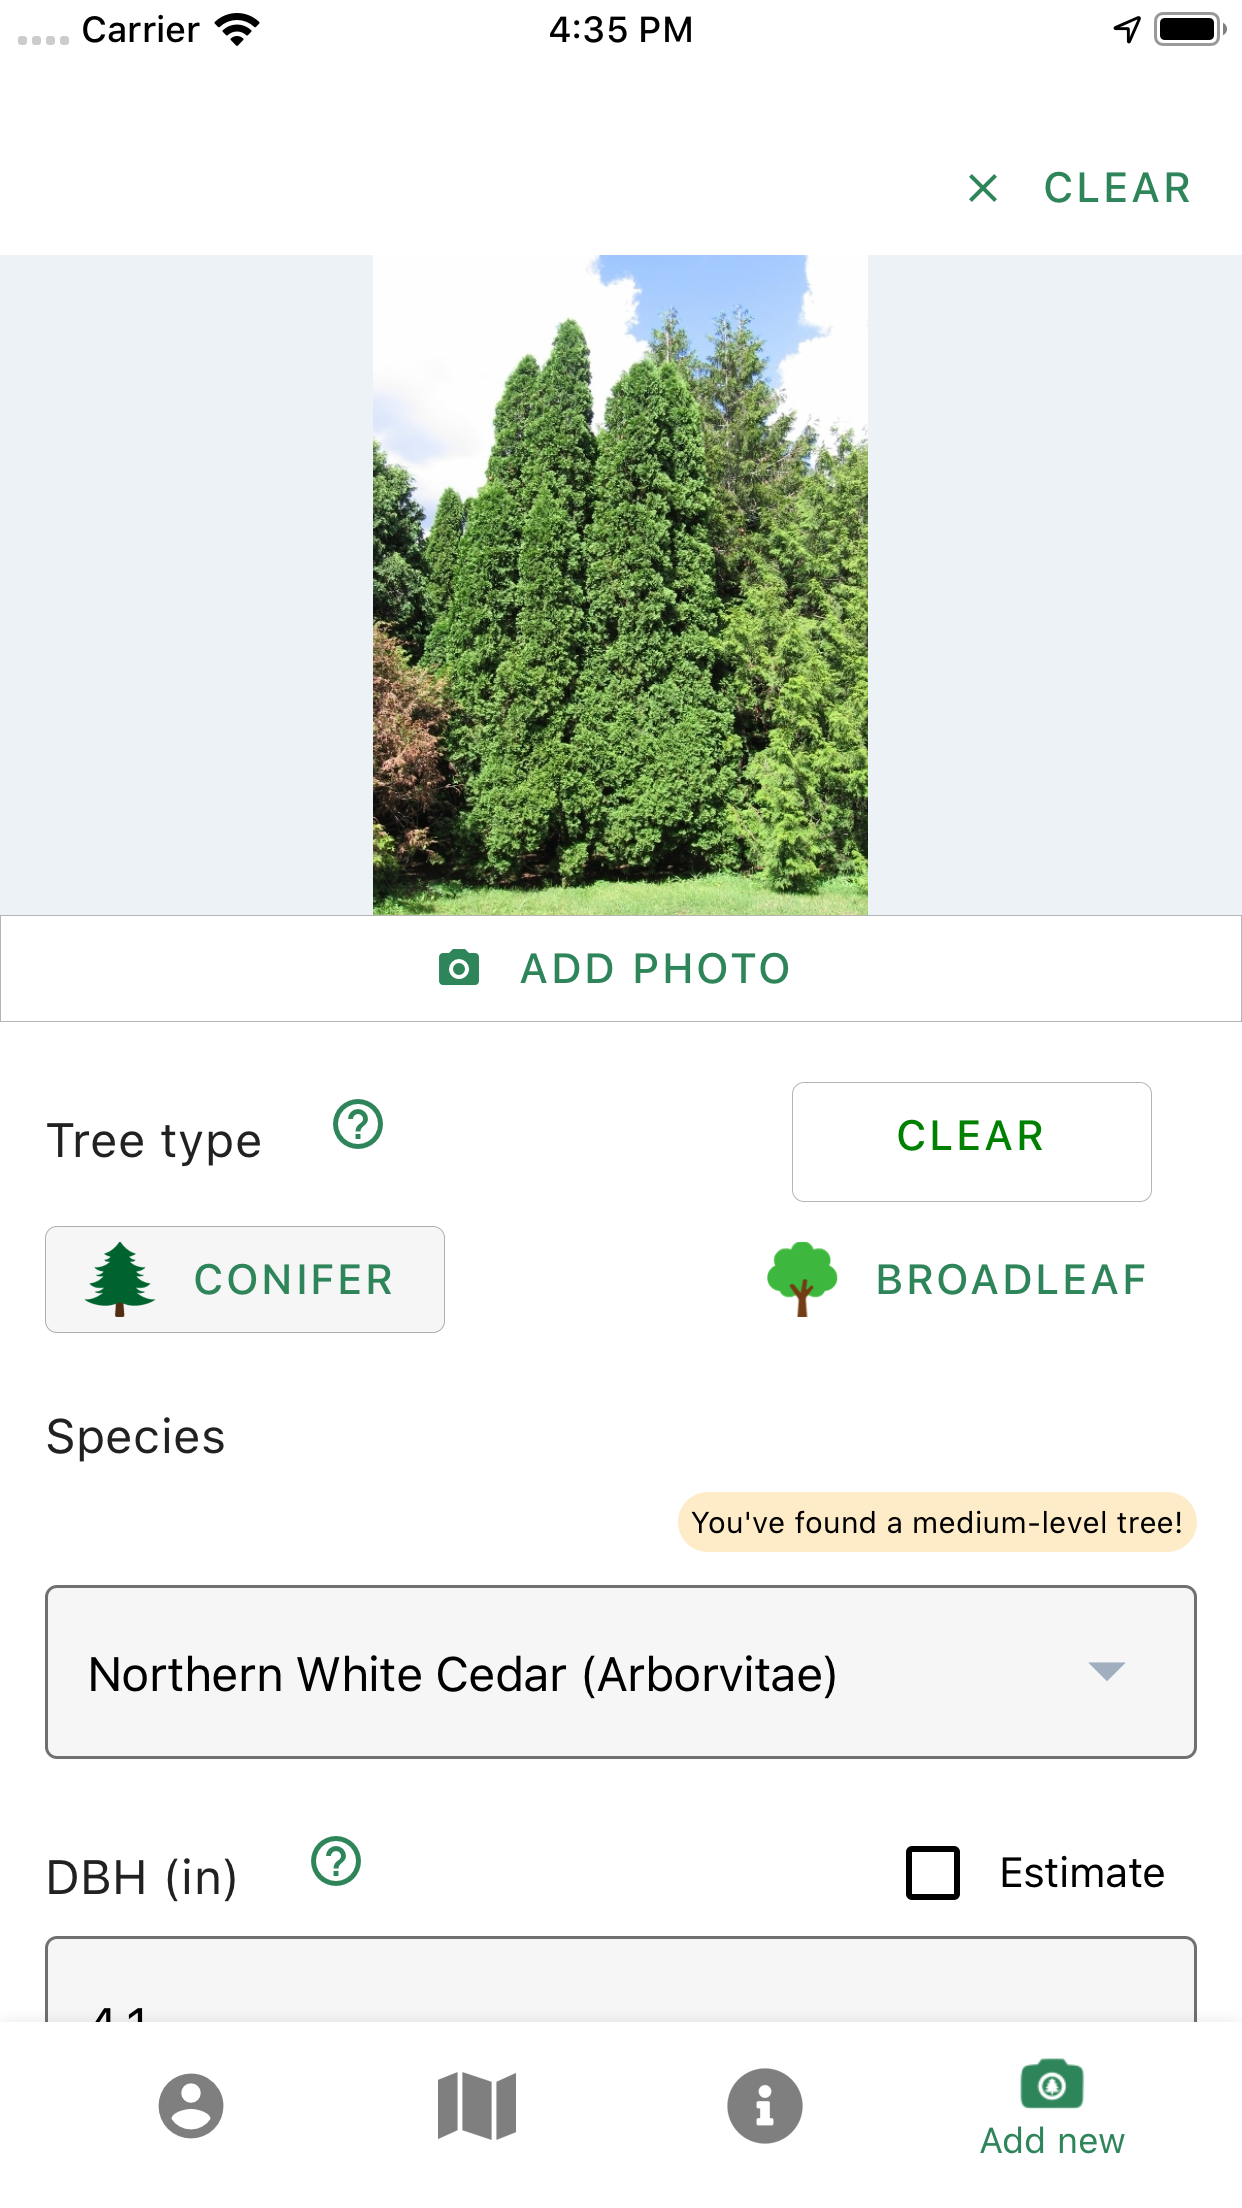 Carrier 4:35 PM
CLEAR
ADD PHOTO
Tree type
CLEAR
CONIFER BROADLEAF
Species
You've found a medium-level tree!
Northern White Cedar (Arborvitae)
DBH (in) Estimate
Add new